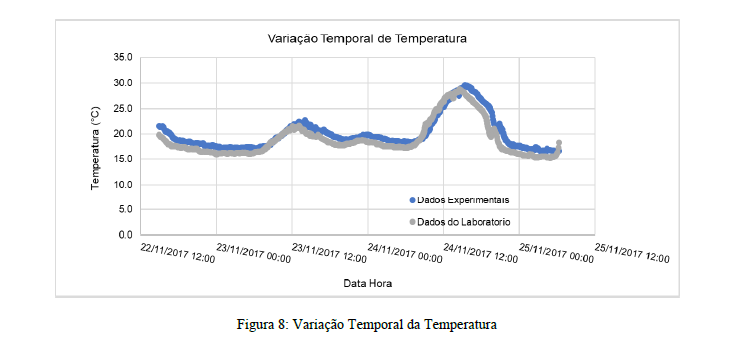 Variação Temporal de Temperatura
35.0
30.0
25.0
20.0
15.0
10.0
5.0
0.0
Temperatura (°C)
Dados Experimentais
Dados do Laboratorio
22/11/2017 12:00
23/11/2017 00:00
23/11/2017 12:00
24/11/2017 00:00
24/11/2017 12:00
25/11/2017 00:00
25/11/2017 12:00
Data Hora
Figura 8: Variação Temporal da Temperatura